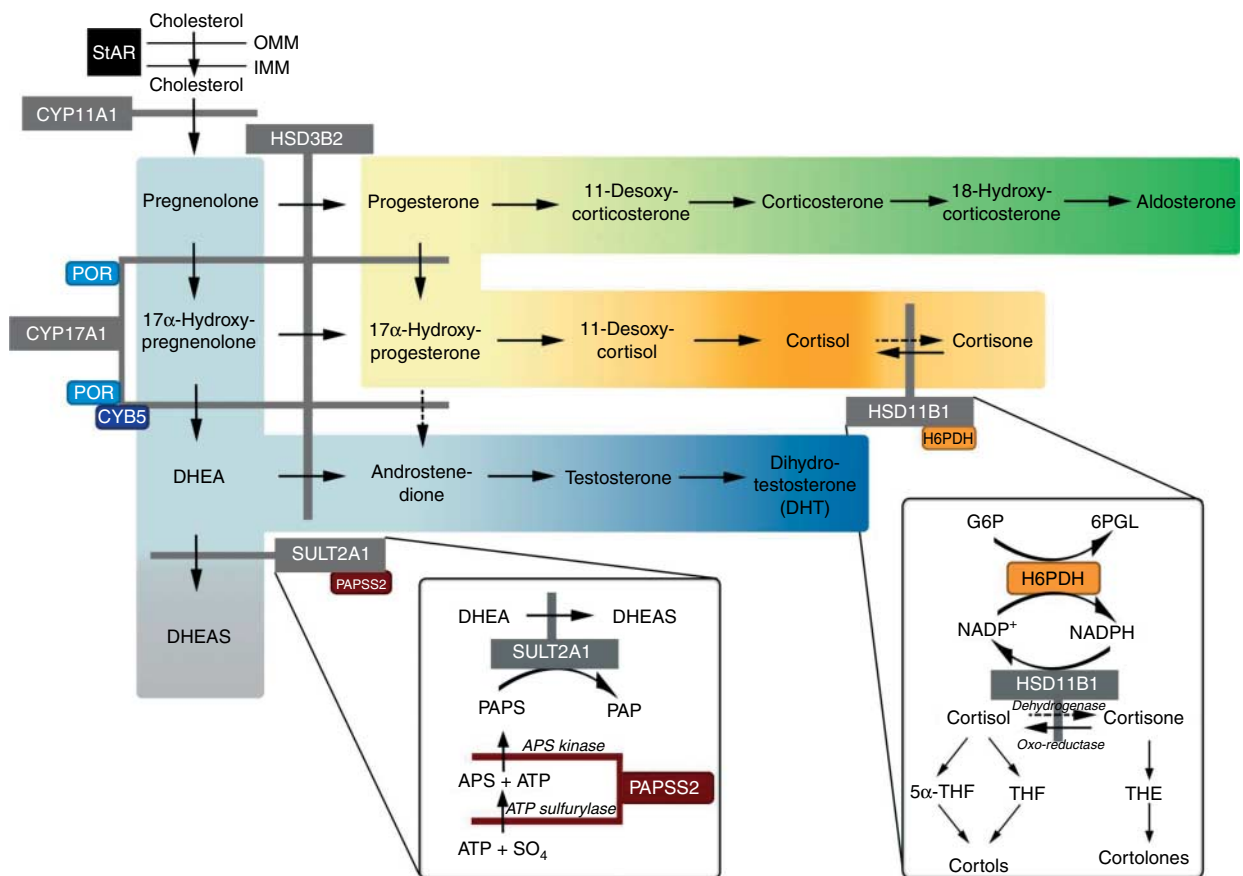 Cholesterol
StAR
OMM
IMM
Cholesterol
CYP11A1
HSD3B2
Pregnenolone
Progesterone
11-Desoxy-
corticosterone
Corticosterone
18-Hydroxy-
corticosterone
Aldosterone
POR
CYP17A1
17α-Hydroxy-
pregnenolone
17α-Hydroxy-
progesterone
11-Desoxy-
cortisol
Cortisol
Cortisone
POR
CYB5
HSD11B1
H6PDH
DHEA
Androstene-
dione
Testosterone
Dihydro-
testosterone
(DHT)
SULT2A1
PAPSS2
DHEAS
DHEA
DHEAS
SULT2A1
PAPS
PAP
APS kinase
APS + ATP
PAPSS2
ATP sulfurylase
ATP + SO₄
G6P
6PGL
H6PDH
NADP⁺
NADPH
HSD11B1
Dehydrogenase
Cortisol
Cortisone
Oxo-reductase
5α-THF
THF
THE
Cortols
Cortolones